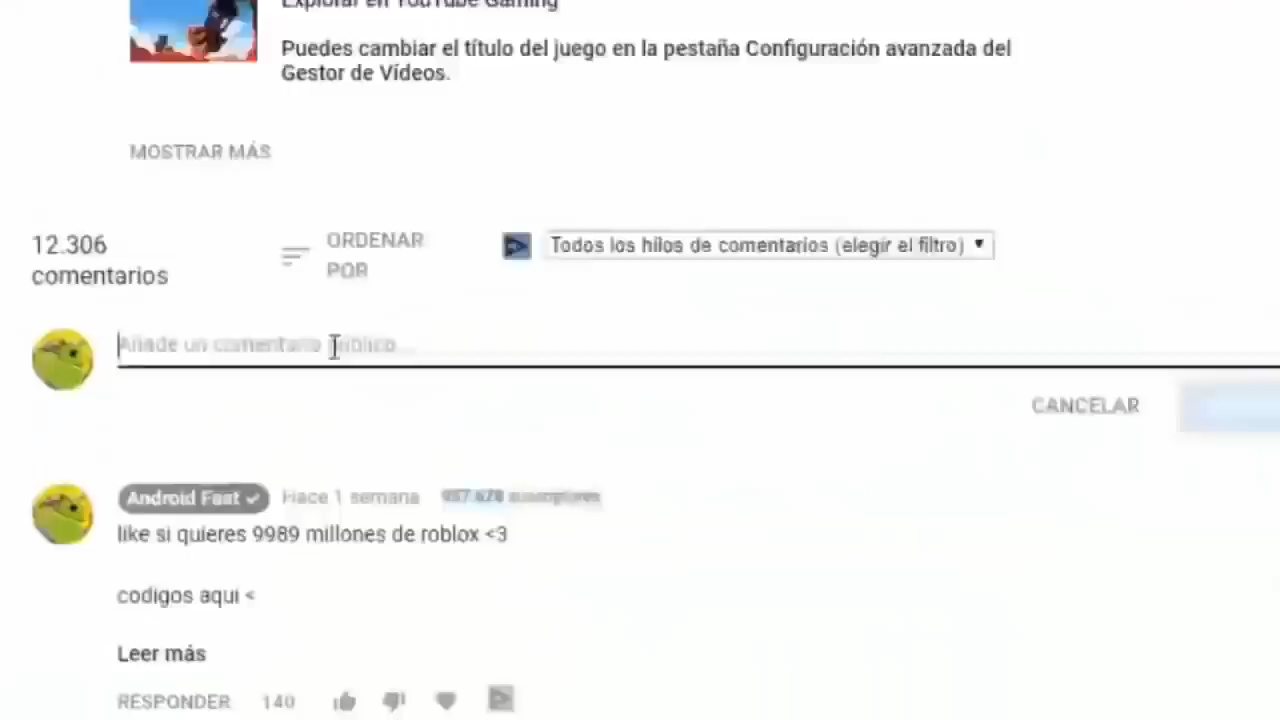 Explorar en YouTube Gaming
Puedes cambiar el título del juego en la pestaña Configuración avanzada del
Gestor de Vídeos.
MOSTRAR MÁS
12.306
comentarios
ORDENAR
POR
Todos los hilos de comentarios (elegir el filtro)
Añade un comentario público...
CANCELAR
Android Fast
Hace 1 semana
suscriptores
like si quieres 9989 millones de roblox <3
codigos aqui <
Leer más
RESPONDER
140